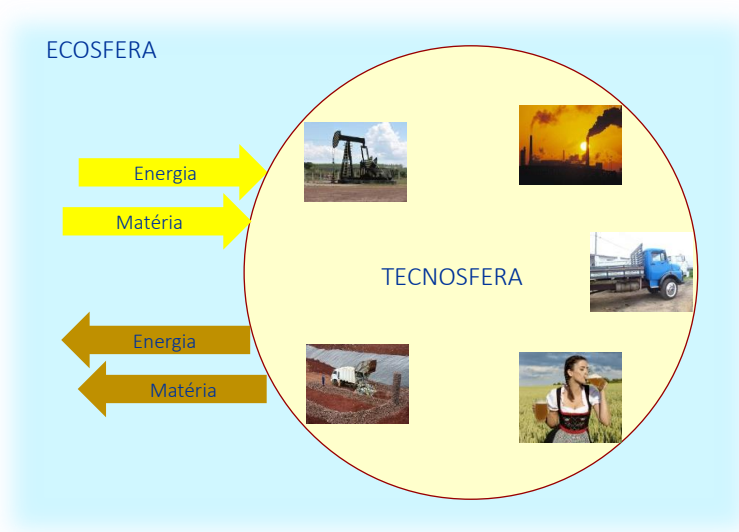 ECOSFERA
Energia
Matéria
TECNOSFERA
Energia
Matéria